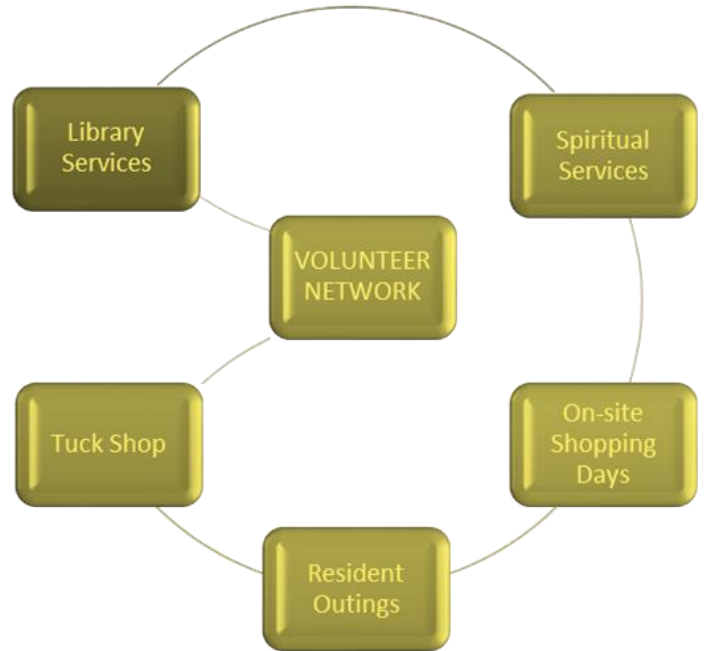 Library
Services
Spiritual
Services
VOLUNTEER
NETWORK
Tuck Shop
On-site
Shopping
Days
Resident
Outings